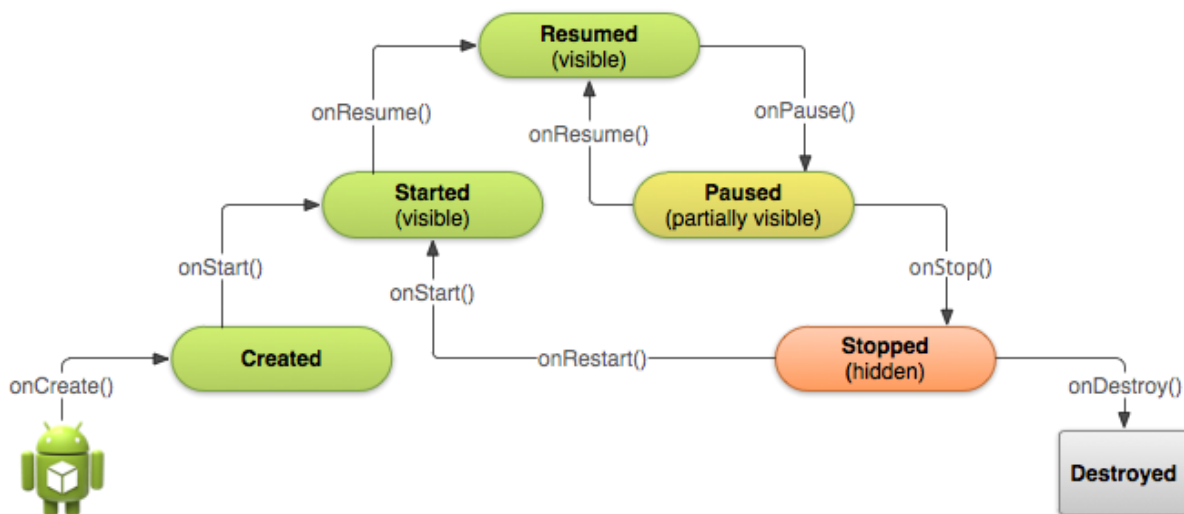 Resumed
(visible)
onResume()
onResume()
onPause()
Started
(visible)
Paused
(partially visible)
onStart()
onStart()
onStop()
Created
onRestart()
Stopped
(hidden)
onCreate()
onDestroy()
Destroyed